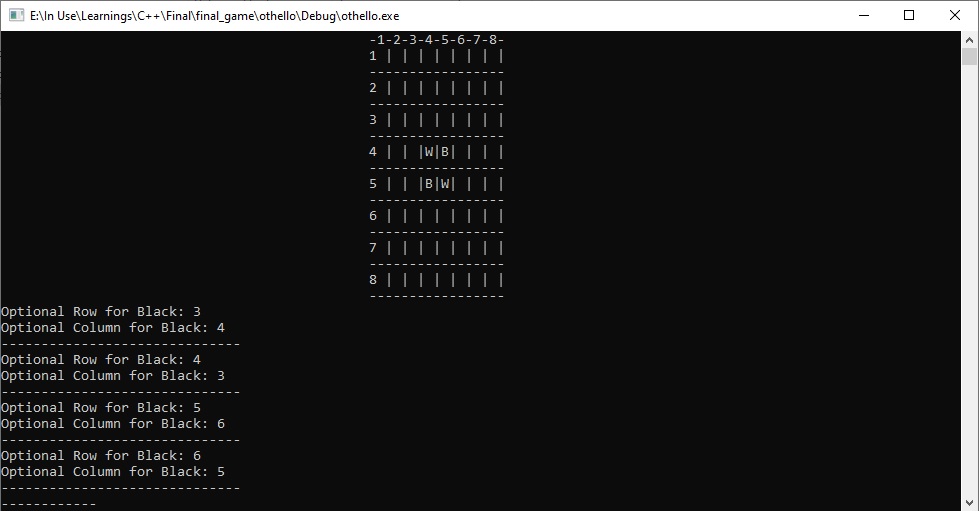 E:\In Use\Learnings\C++\Final\final_game\othello\Debug\othello.exe
-1-2-3-4-5-6-7-8-
1 | | | | | | | |
-----------------
2 | | | | | | | |
-----------------
3 | | | | | | | |
-----------------
4 | | |W|B| | | |
-----------------
5 | | |B|W| | | |
-----------------
6 | | | | | | | |
-----------------
7 | | | | | | | |
-----------------
8 | | | | | | | |
-----------------
Optional Row for Black: 3
Optional Column for Black: 4
------------------------------
Optional Row for Black: 4
Optional Column for Black: 3
------------------------------
Optional Row for Black: 5
Optional Column for Black: 6
------------------------------
Optional Row for Black: 6
Optional Column for Black: 5
------------------------------
------------